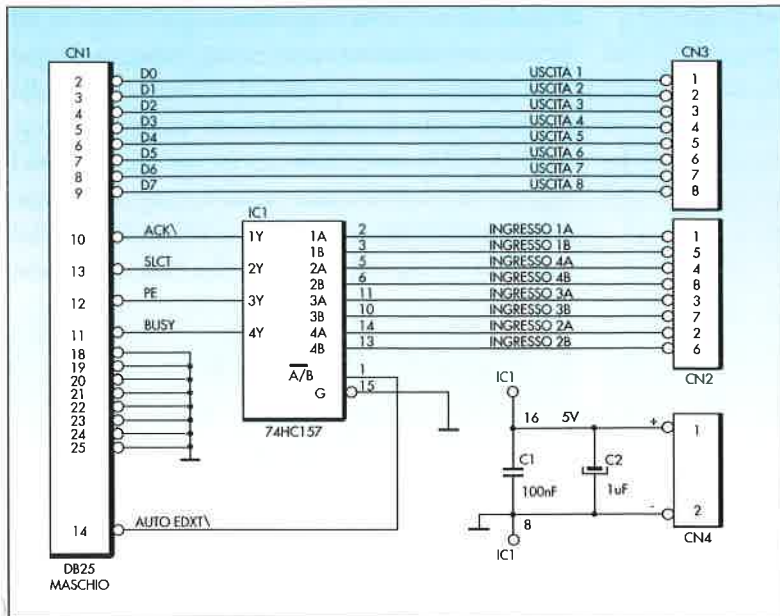 CN1
CN3
2 D0 USCITA 1 1
3 D1 USCITA 2 2
4 D2 USCITA 3 3
5 D3 USCITA 4 4
6 D4 USCITA 5 5
7 D5 USCITA 6 6
8 D6 USCITA 7 7
9 D7 USCITA 8 8
IC1
10 ACK\ 1Y 1A 2 INGRESSO 1A 1
1B 3 INGRESSO 1B 5
13 SLCT 2Y 2A 5 INGRESSO 4A 4
2B 6 INGRESSO 4B 8
12 PE 3Y 3A 11 INGRESSO 3A 3
3B 10 INGRESSO 3B 7
11 BUSY 4Y 4A 14 INGRESSO 2A 2
4B 13 INGRESSO 2B 6
CN2
18
19
20
21
22
23
24
25
A/B 1
G 15
74HC157
IC1
16 5V + 1
C1 C2
100nF 1uF
- 2
8
IC1
CN4
14 AUTO EDXT\
DB25
MASCHIO